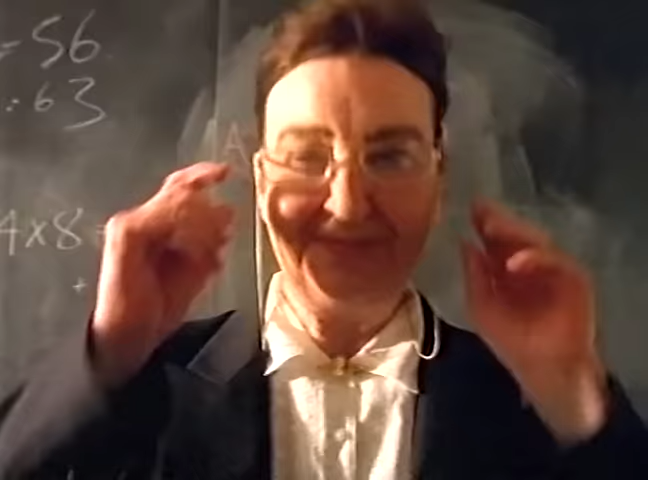 =56
:63
A
4x8=
+